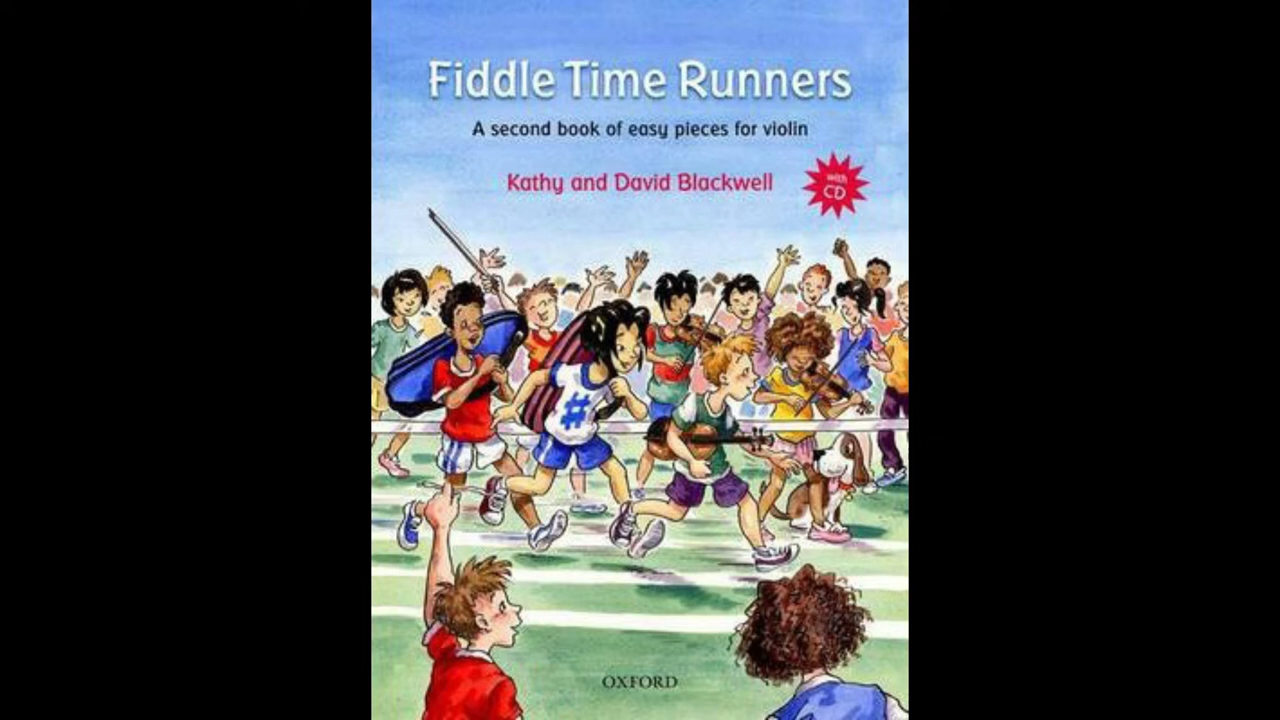 Fiddle Time Runners
A second book of easy pieces for violin
Kathy and David Blackwell
with
CD
#
OXFORD